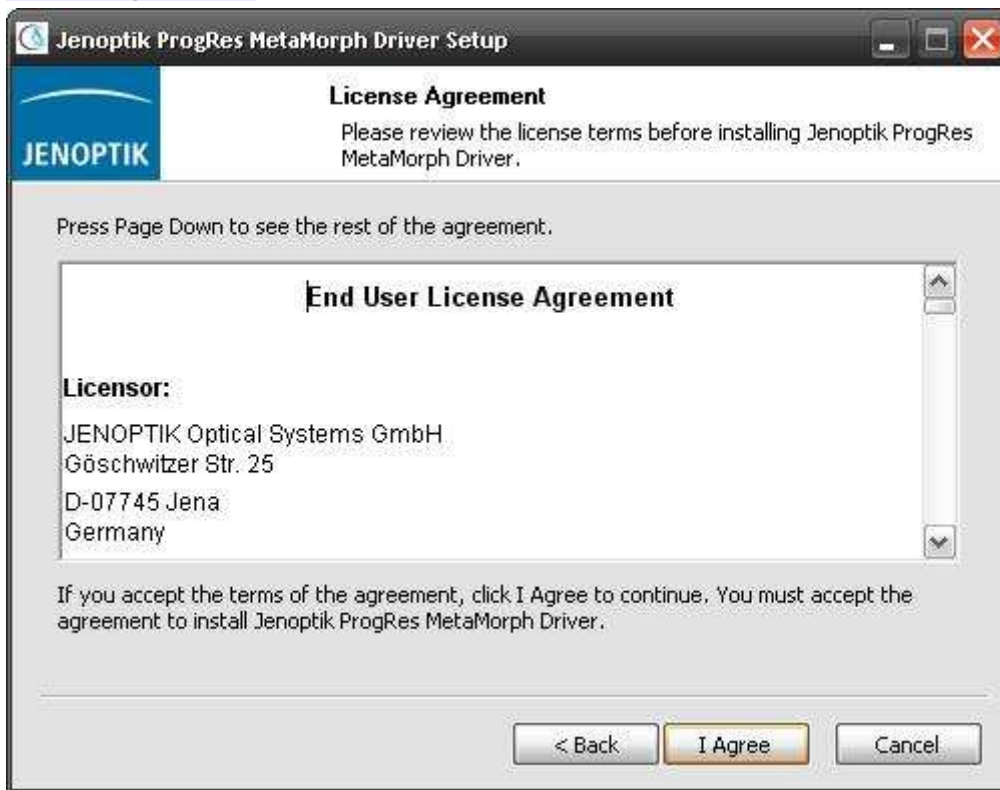 Jenoptik ProgRes MetaMorph Driver Setup
JENOPTIK
License Agreement
Please review the license terms before installing Jenoptik ProgRes
MetaMorph Driver.
Press Page Down to see the rest of the agreement.
End User License Agreement
Licensor:
JENOPTIK Optical Systems GmbH
Göschwitzer Str. 25
D-07745 Jena
Germany
If you accept the terms of the agreement, click I Agree to continue. You must accept the
agreement to install Jenoptik ProgRes MetaMorph Driver.
< Back
I Agree
Cancel